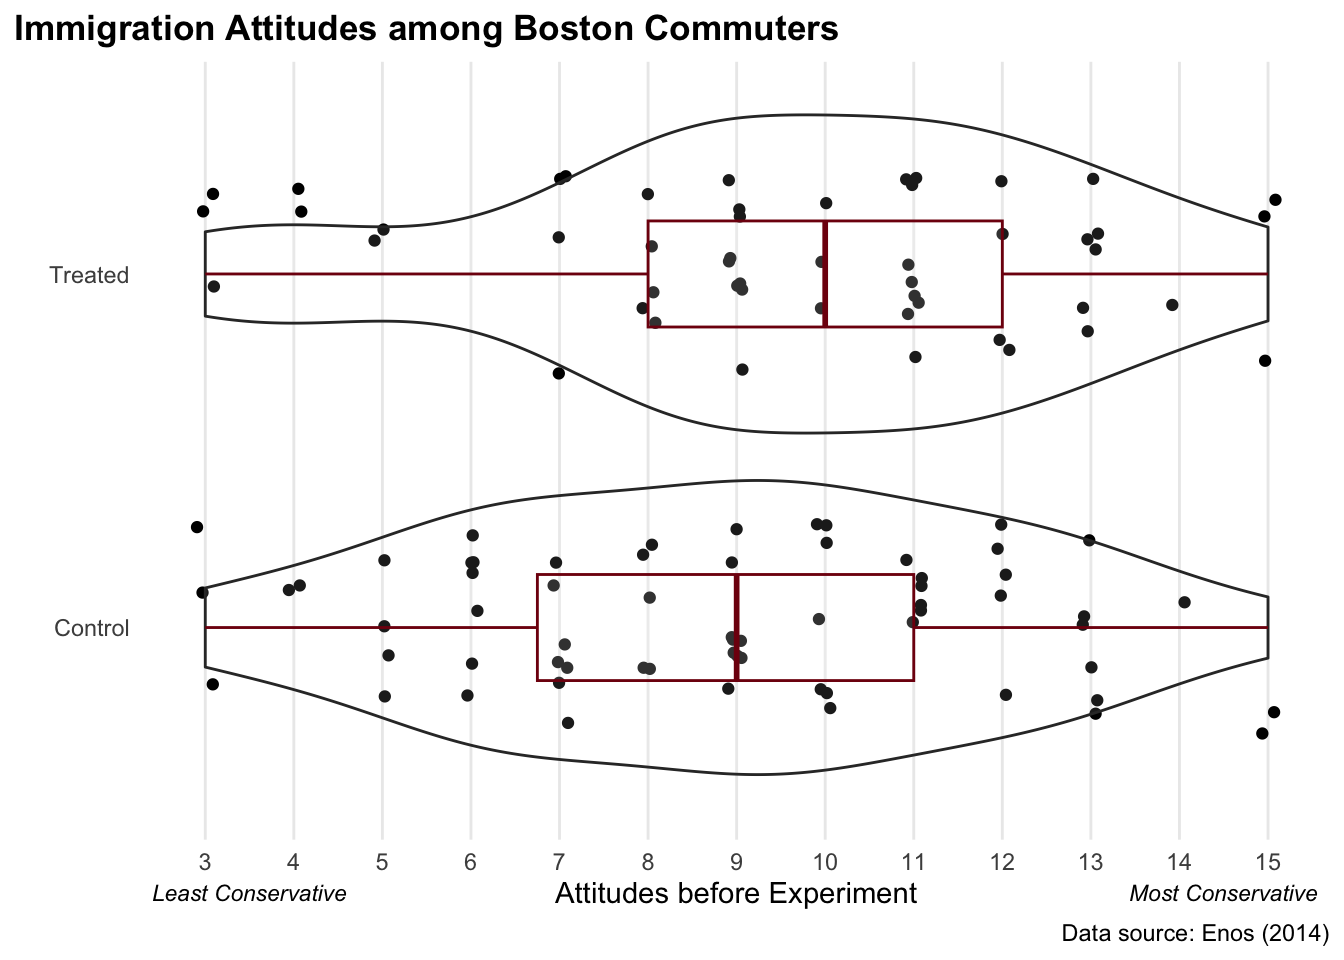 Immigration Attitudes among Boston Commuters
Treated
Control
3 4 5 6 7 8 9 10 11 12 13 14 15
Least Conservative Attitudes before Experiment Most Conservative
Data source: Enos (2014)